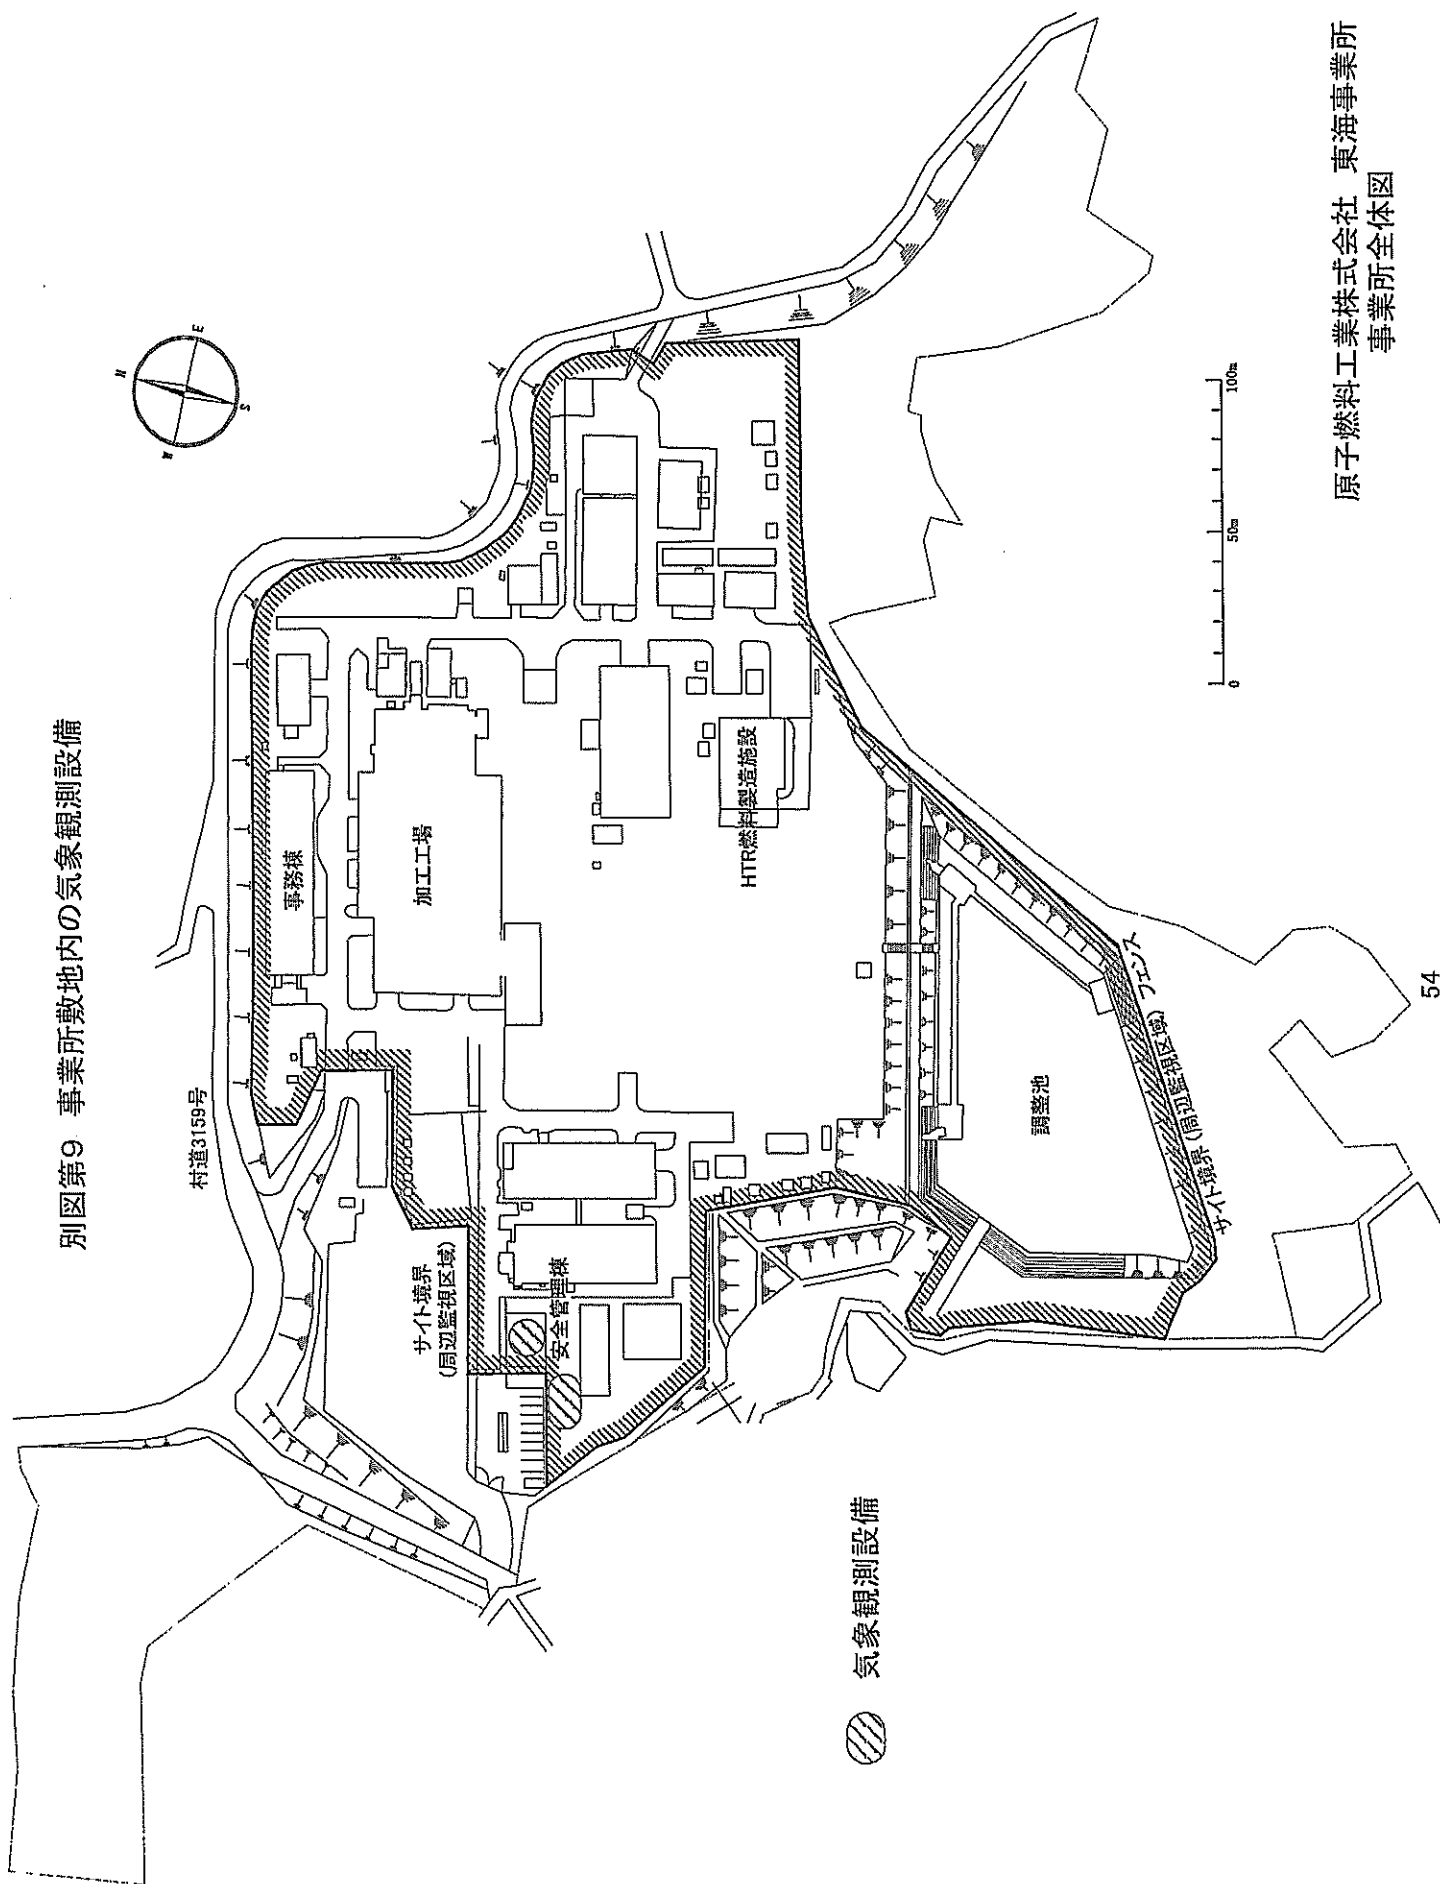 別図第9　事業所敷地内の気象観測設備
N
E
S
W
村道3159号
事務棟
加工工場
サイト境界
(周辺監視区域)
安全管理棟
HTR燃料製造施設
調整池
サイト境界(周辺監視区域) フェンス
0
50m
100m
気象観測設備
原子燃料工業株式会社　東海事業所
事業所全体図
54